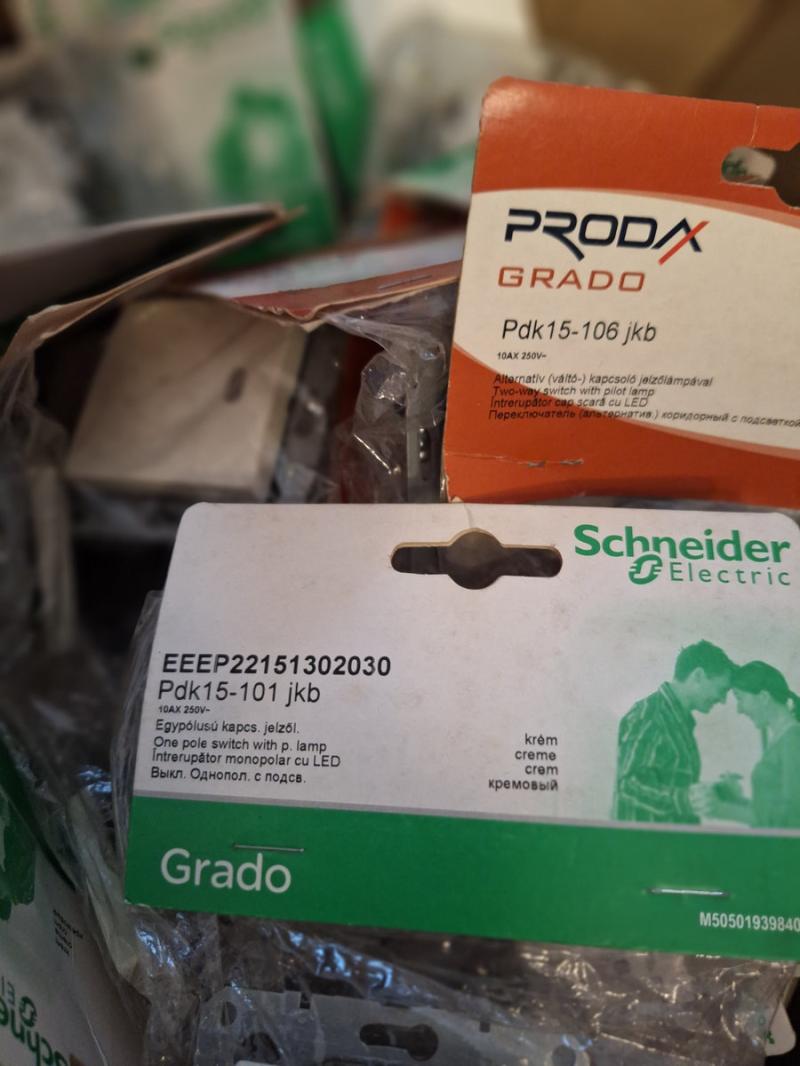 PRODAX
GRADO
Pdk15-106 jkb
10AX 250V~
Alternatív (váltó-) kapcsoló jelzőlámpával
Two-way switch with pilot lamp
Întrerupător cap scară cu LED
Переключатель (альтернатив.) коридорный с подсветкой
Schneider
Electric
EEEP22151302030
Pdk15-101 jkb
10AX 250V~
Egypólusú kapcs. jelzől.
One pole switch with p. lamp
Întrerupător monopolar cu LED
Выкл. Однопол. с подсв.
krém
creme
crem
кремовый
Grado
M50501939840